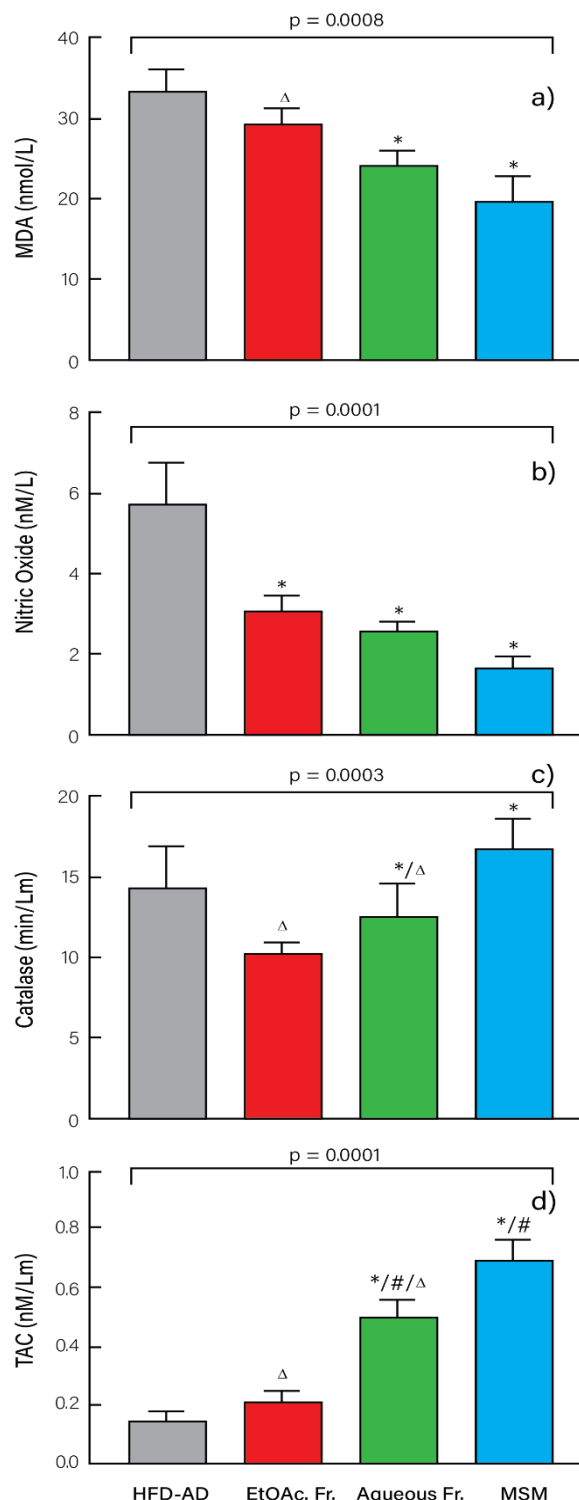 p = 0.0008
40
a)
Δ
30
*
*
MDA (nmol/L)
20
10
0
p = 0.0001
8
b)
6
Nitric Oxide (nM/L)
4
*
*
*
2
0
c)
p = 0.0003
20
*
*/Δ
15
Δ
Catalase (min/Lm)
10
5
0
p = 0.0001
1.0
d)
*/#
0.8
*/#/Δ
0.6
TAC (nM/Lm)
0.4
Δ
0.2
0.0
HFD-AD EtOAc. Fr. Aqueous Fr. MSM